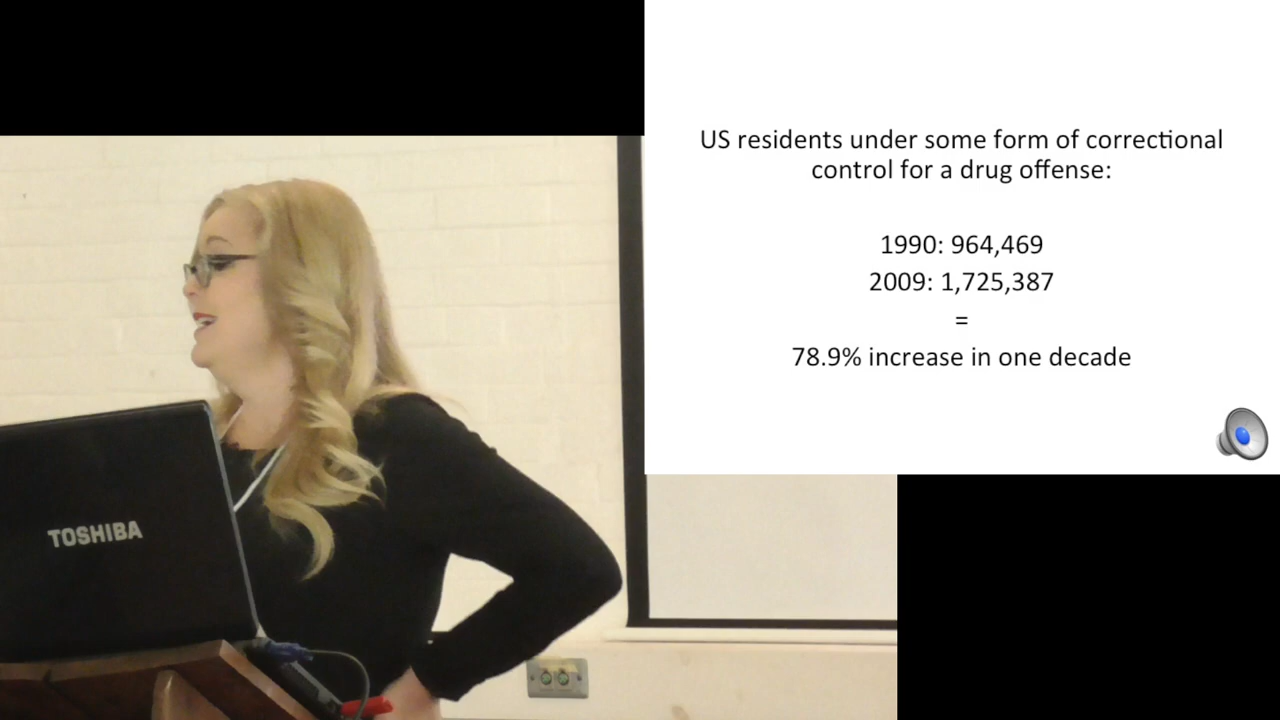 US residents under some form of correctional
control for a drug offense:
1990: 964,469
2009: 1,725,387
=
78.9% increase in one decade
TOSHIBA